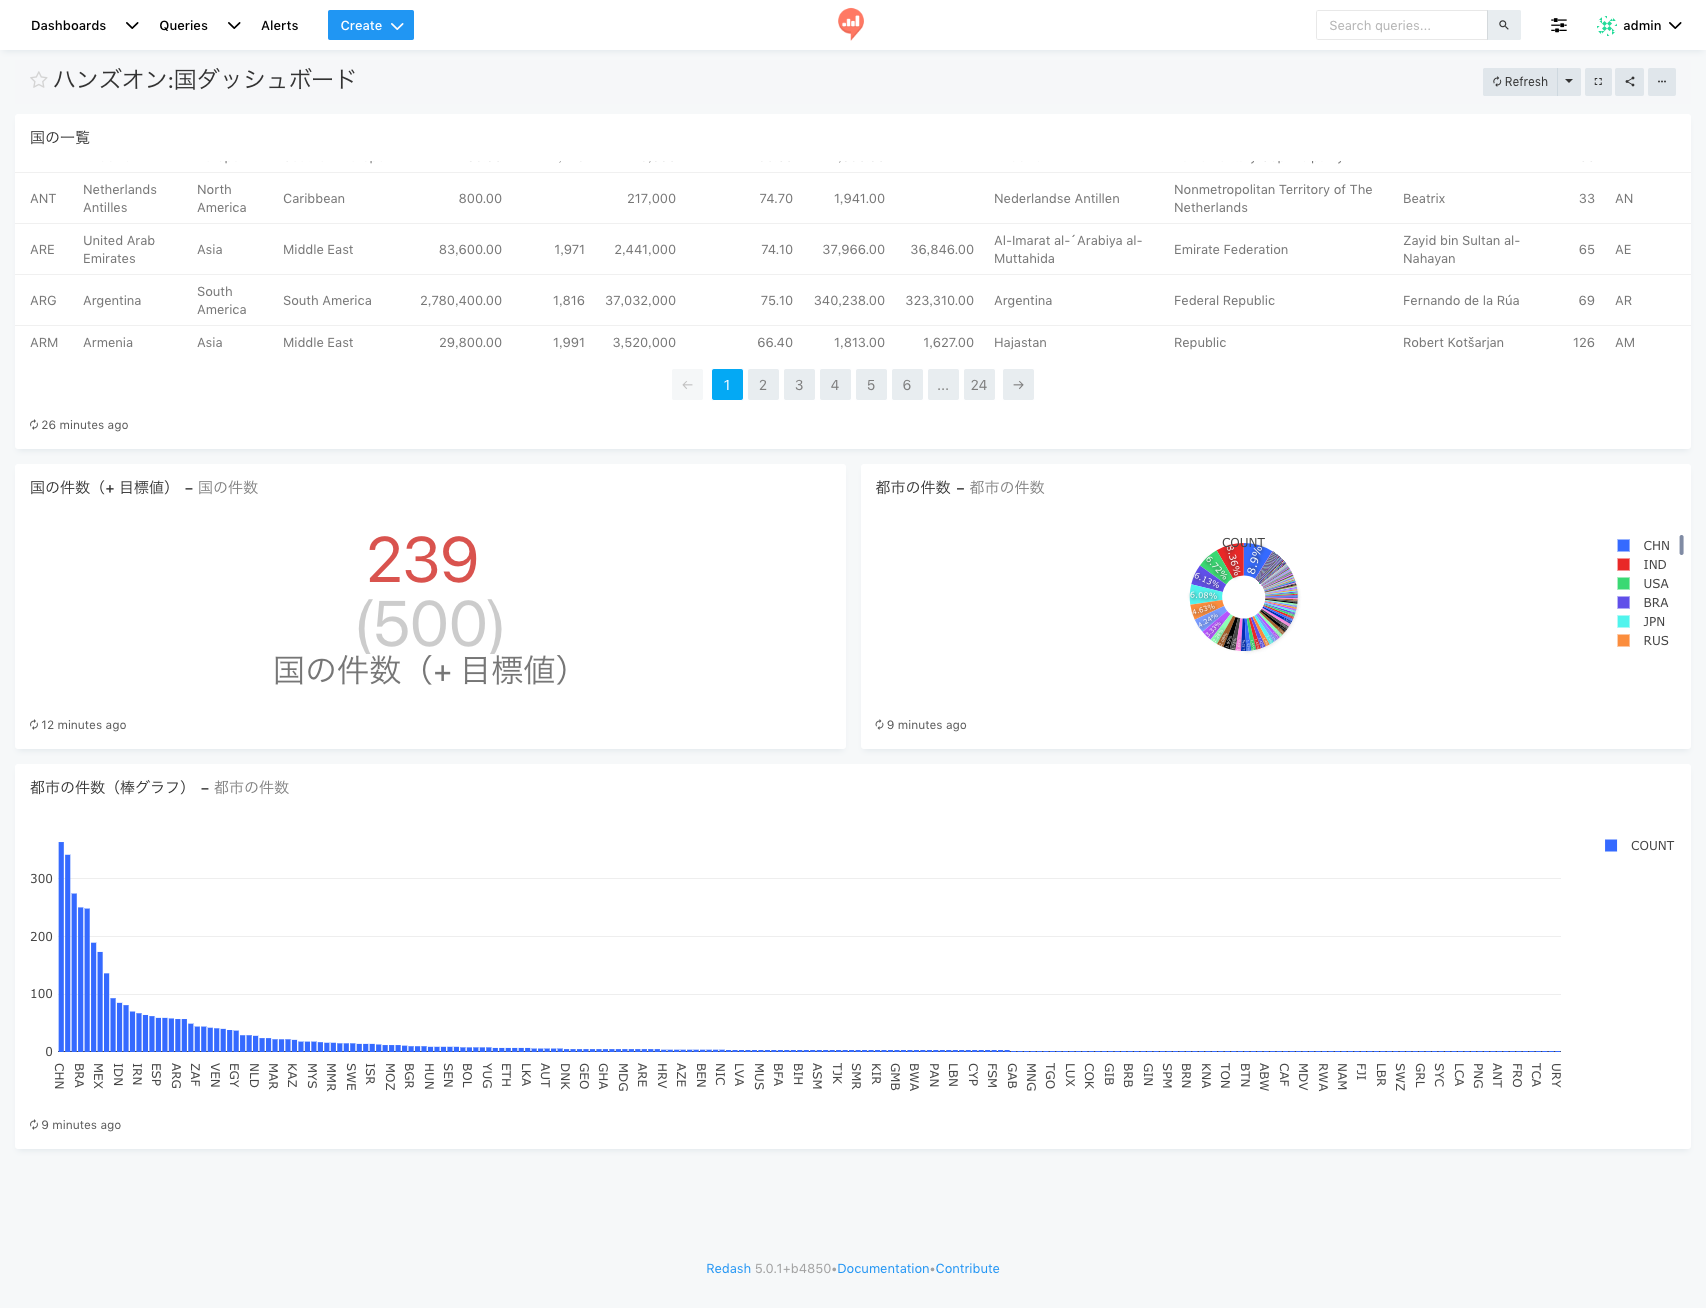 Dashboards Queries Alerts Create Search queries... admin
ハンズオン:国ダッシュボード
Refresh
国の一覧
ANT Netherlands Antilles North America Caribbean 800.00 217,000 74.70 1,941.00 Nederlandse Antillen Nonmetropolitan Territory of The Netherlands Beatrix 33 AN
ARE United Arab Emirates Asia Middle East 83,600.00 1,971 2,441,000 74.10 37,966.00 36,846.00 Al-Imarat al-´Arabiya al-Muttahida Emirate Federation Zayid bin Sultan al-Nahayan 65 AE
ARG Argentina South America South America 2,780,400.00 1,816 37,032,000 75.10 340,238.00 323,310.00 Argentina Federal Republic Fernando de la Rúa 69 AR
ARM Armenia Asia Middle East 29,800.00 1,991 3,520,000 66.40 1,813.00 1,627.00 Hajastan Republic Robert Kotšarjan 126 AM
← 1 2 3 4 5 6 ... 24 →
26 minutes ago
国の件数（+ 目標値） – 国の件数
239
(500)
国の件数（+ 目標値）
12 minutes ago
都市の件数 – 都市の件数
COUNT
8.9%
6.72%
6.13%
5.08%
4.63%
4.24%
CHN
IND
USA
BRA
JPN
RUS
9 minutes ago
都市の件数（棒グラフ） – 都市の件数
COUNT
300
200
100
0
CHN BRA MEX IDN IRN ESP ARG ZAF VEN EGY NLD MAR KAZ MYS MMR SWE ISR MOZ BGR HUN SEN BOL YUG ETH LKA AUT DNK GEO GHA MDG ARE HRV AZE BEN NIC LVA MUS BFA BIH ASM TJK SMR KIR GMB BWA PAN LBN CYP FSM GAB MNG TGO LUX COK GIB BRB GIN SPM BRN KNA TON BTN ABW CAF MDV RWA NAM FJI LBR SWZ GRL SYC LCA PNG ANT FRO TCA URY
9 minutes ago
Redash 5.0.1+b4850•Documentation•Contribute